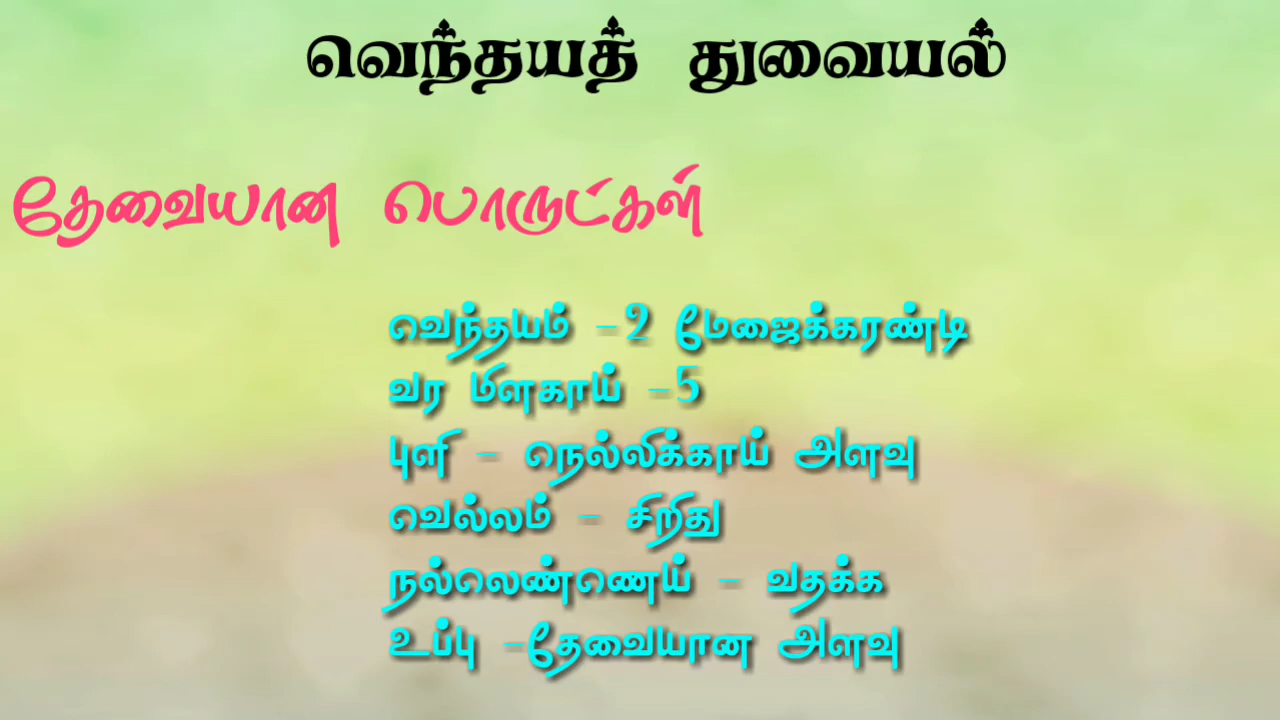 வெந்தயத் துவையல்
தேவையான பொருட்கள்
வெந்தயம் -2 மேஜைக்கரண்டி
வர மிளகாய் -5
புளி - நெல்லிக்காய் அளவு
வெல்லம் - சிறிது
நல்லெண்ணெய் - வதக்க
உப்பு -தேவையான அளவு